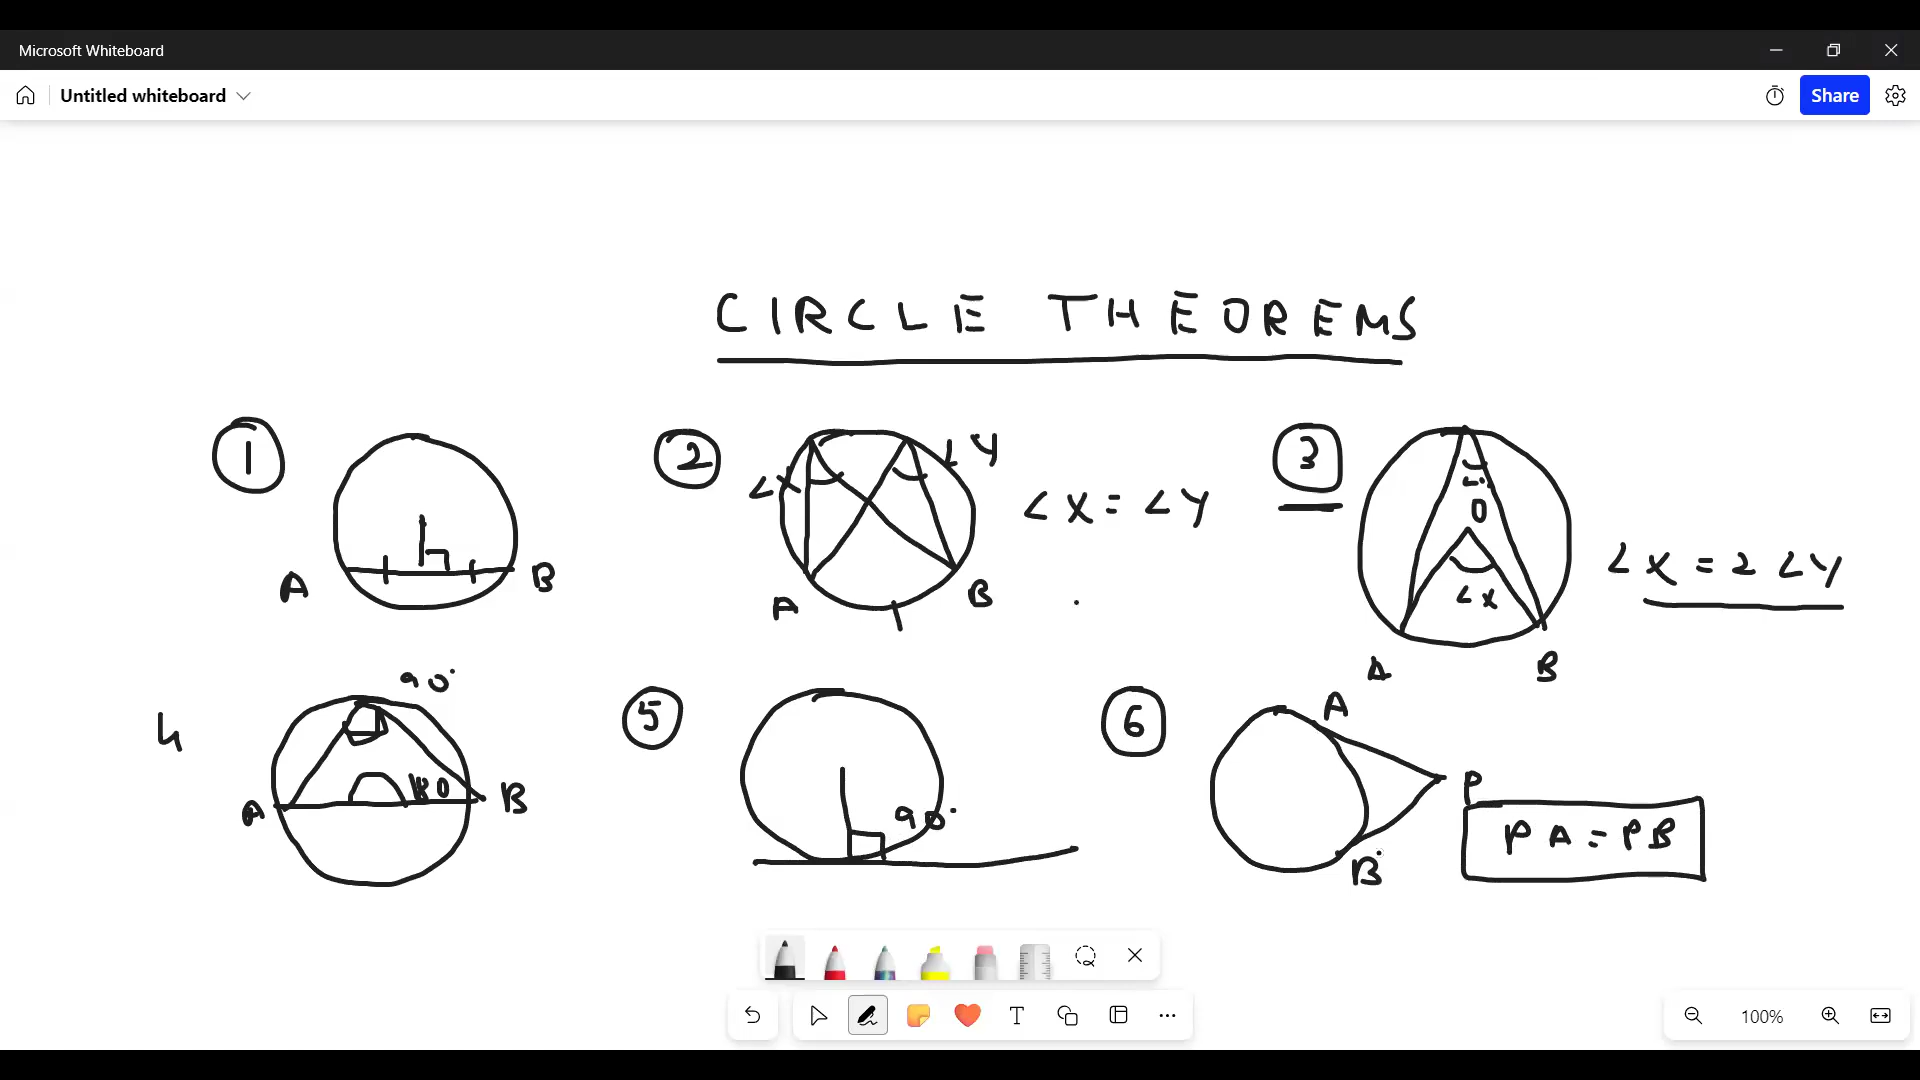 Microsoft Whiteboard
Untitled whiteboard
Share
CIRCLE THEOREMS
1
A B
2
∠X ∠Y
A B
∠X = ∠Y
3
O
∠X
A B
∠X = 2∠Y
4
90°
180
A B
5
90°
6
A
P
B
PA = PB
100%